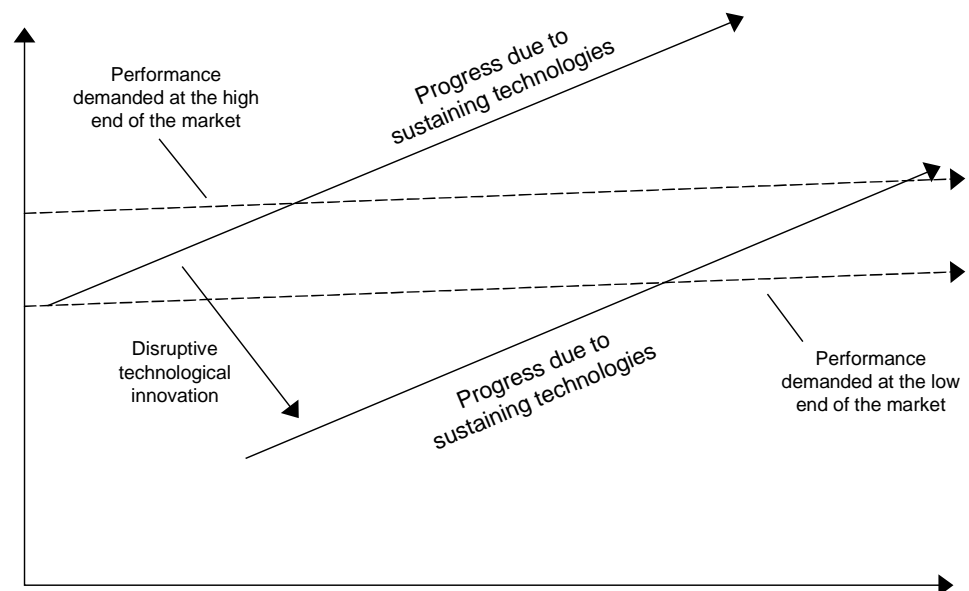 Performance
demanded at the high
end of the market
Progress due to
sustaining technologies
Disruptive
technological
innovation
Progress due to
sustaining technologies
Performance
demanded at the low
end of the market